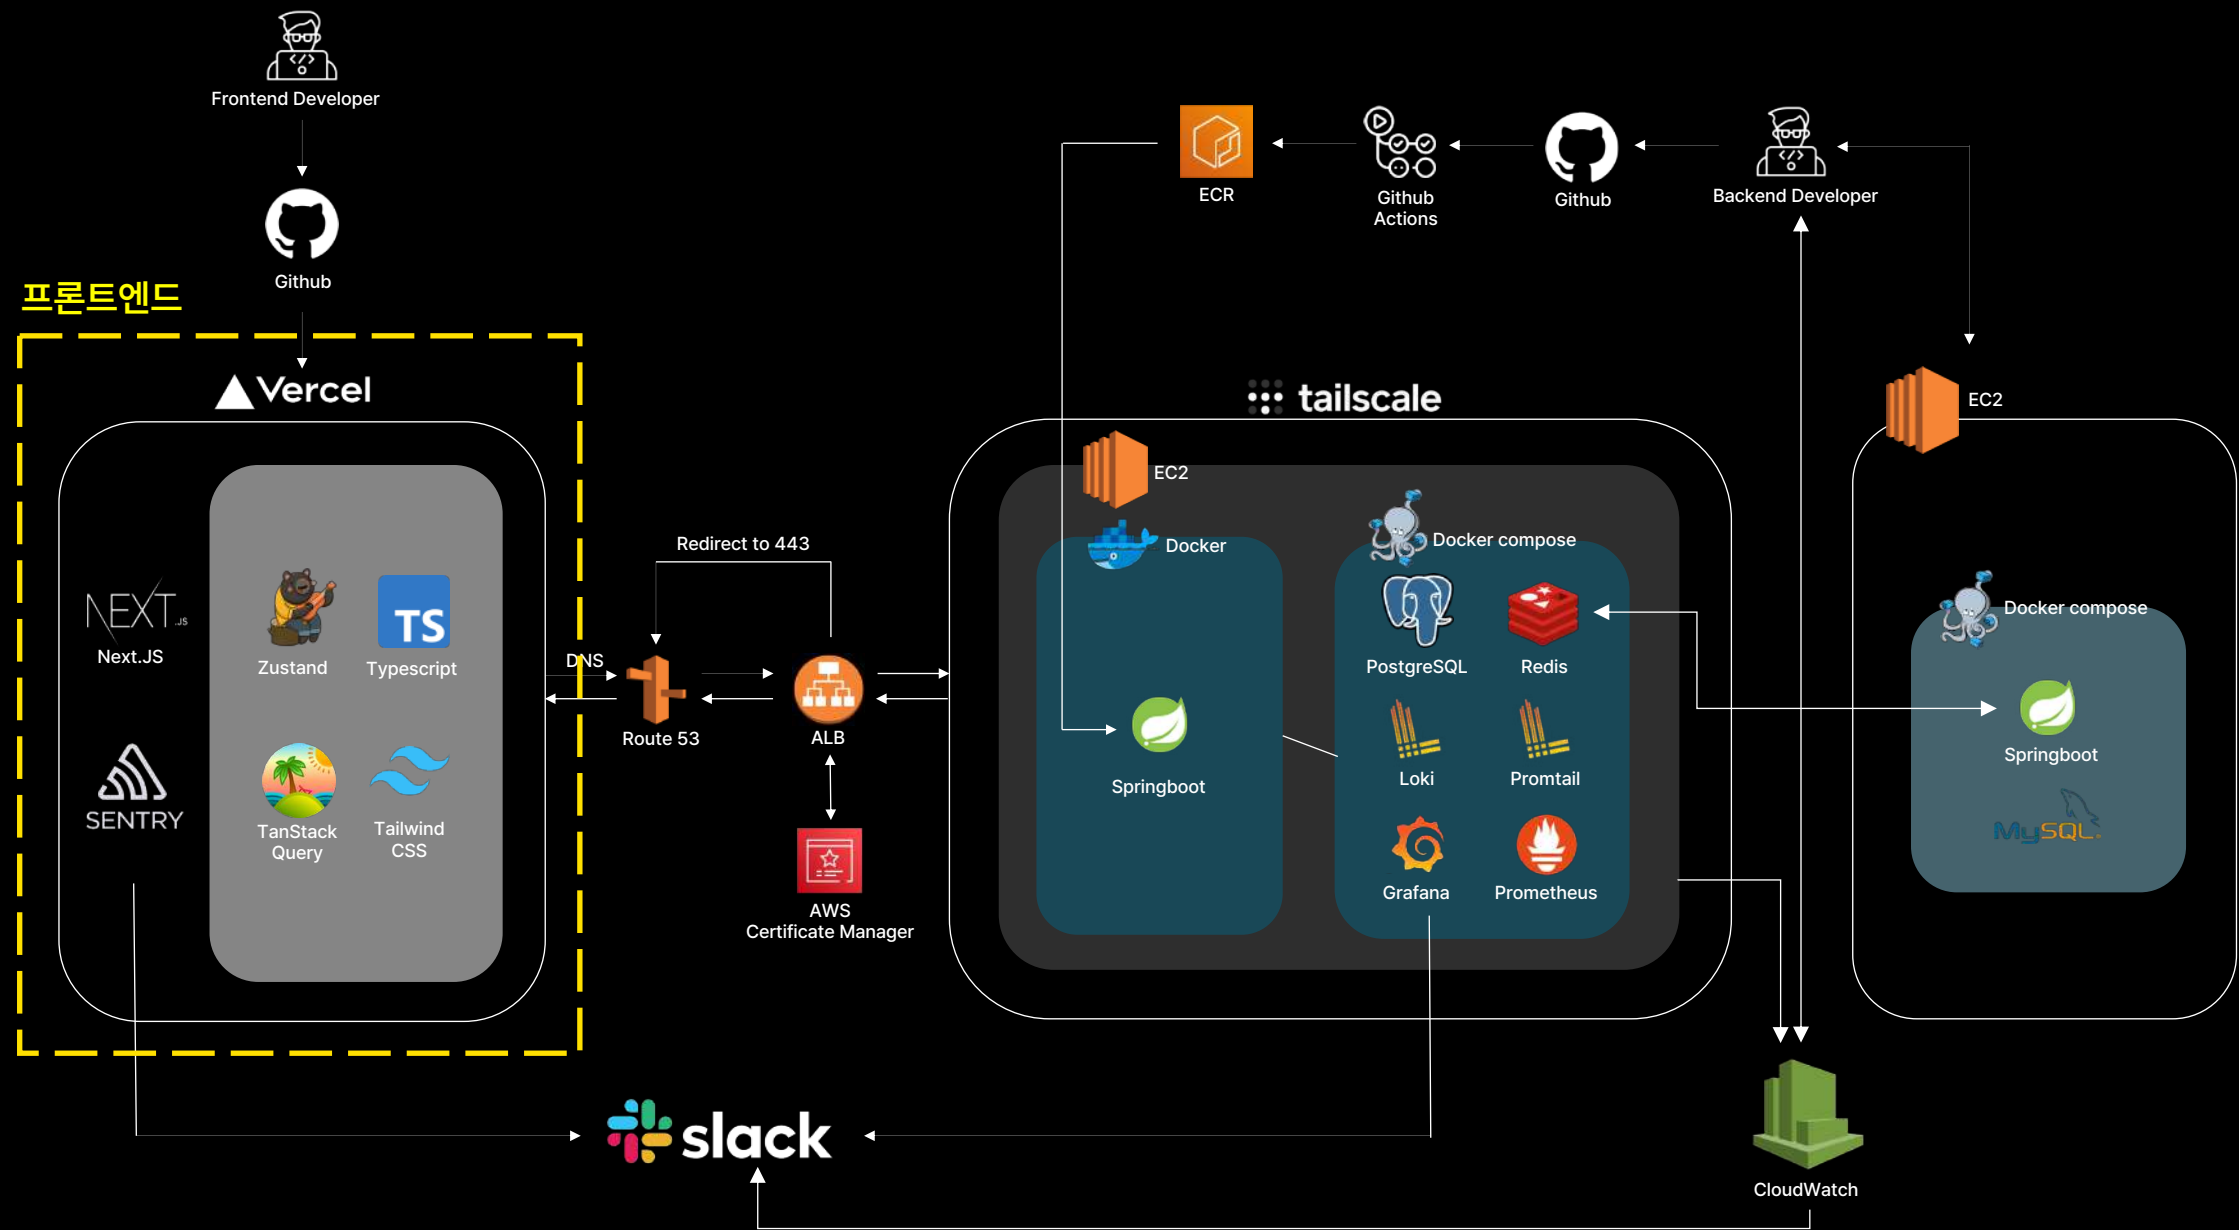 Frontend Developer
Github
프론트엔드
Vercel
NEXT.JS
Next.JS
SENTRY
Zustand
TS
Typescript
TanStack
Query
Tailwind
CSS
DNS
Route 53
Redirect to 443
ALB
AWS
Certificate Manager
ECR
Github
Actions
Github
Backend Developer
tailscale
EC2
Docker
Springboot
Docker compose
PostgreSQL
Redis
Loki
Promtail
Grafana
Prometheus
EC2
Docker compose
Springboot
MySQL
slack
CloudWatch